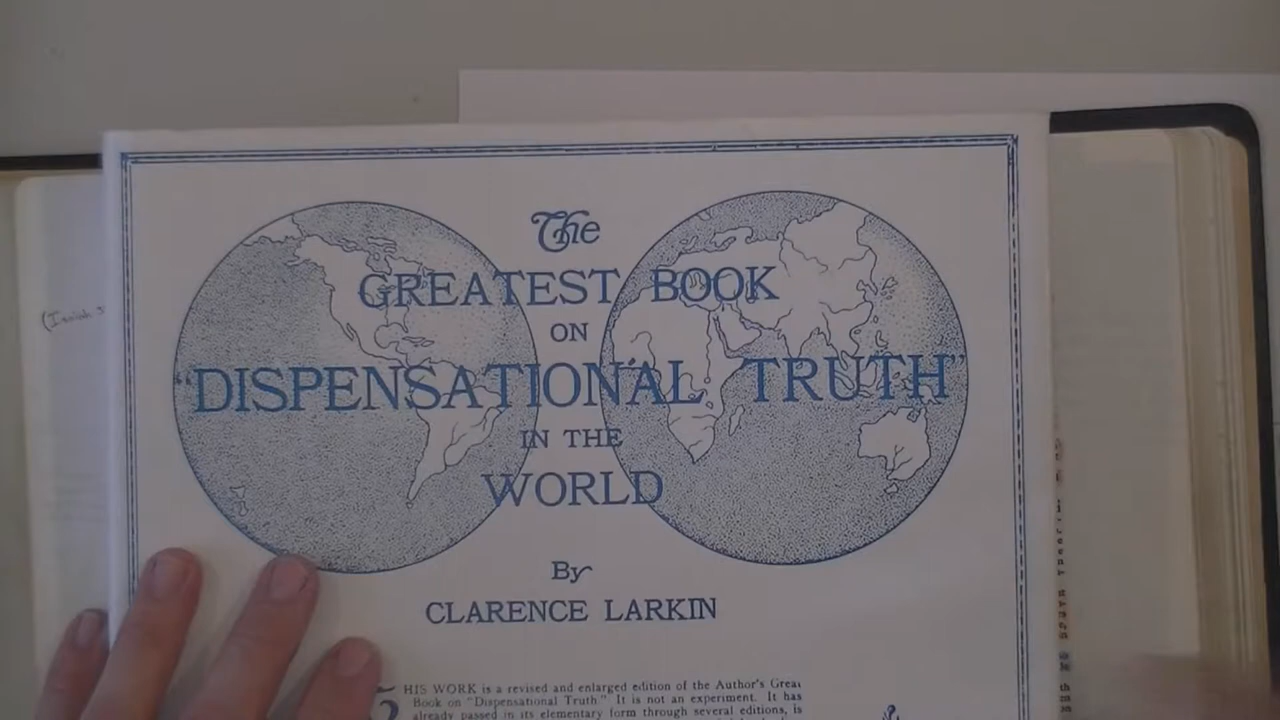 The
GREATEST BOOK
ON
"DISPENSATIONAL TRUTH"
IN THE
WORLD
By
CLARENCE LARKIN
HIS WORK is a revised and enlarged edition of the Author's Great
Book on "Dispensational Truth." It is not an experiment. It has
already passed in its elementary form through several editions, is
(Isaiah 5